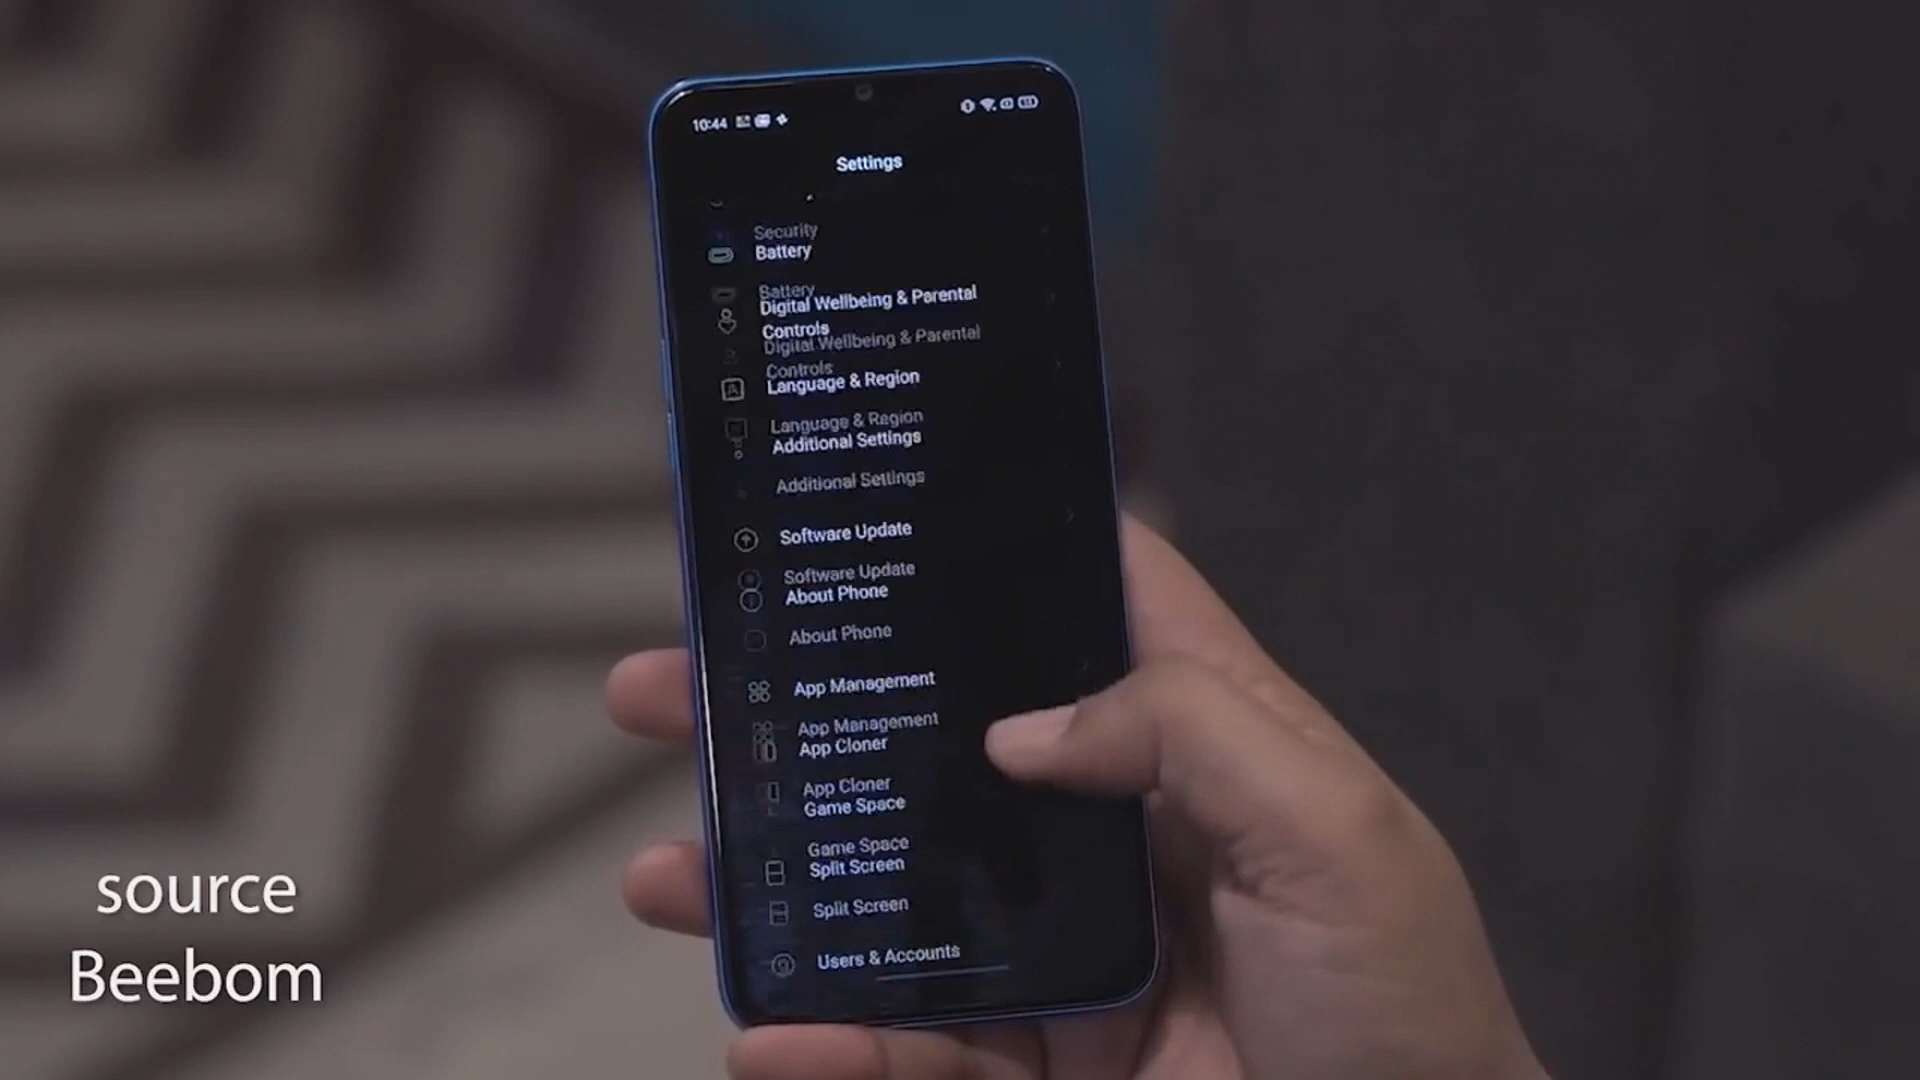 10:44
Settings
Security
Battery
Battery
Digital Wellbeing & Parental
Controls
Digital Wellbeing & Parental
Controls
Language & Region
Language & Region
Additional Settings
Additional Settings
Software Update
Software Update
About Phone
About Phone
App Management
App Management
App Cloner
App Cloner
Game Space
Game Space
Split Screen
Split Screen
Users & Accounts
source
Beebom